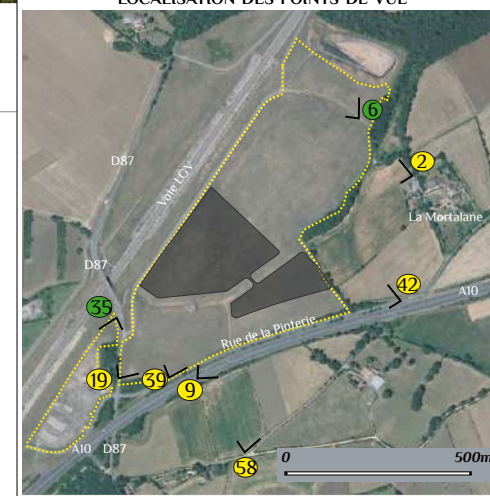 LOCALISATION DES POINTS DE VUE
6
D87
Voie LGV
2
La Mortalane
D87
42
A10
35
Rue de la Pinterie
19
39
9
A10
D87
58
0
500m